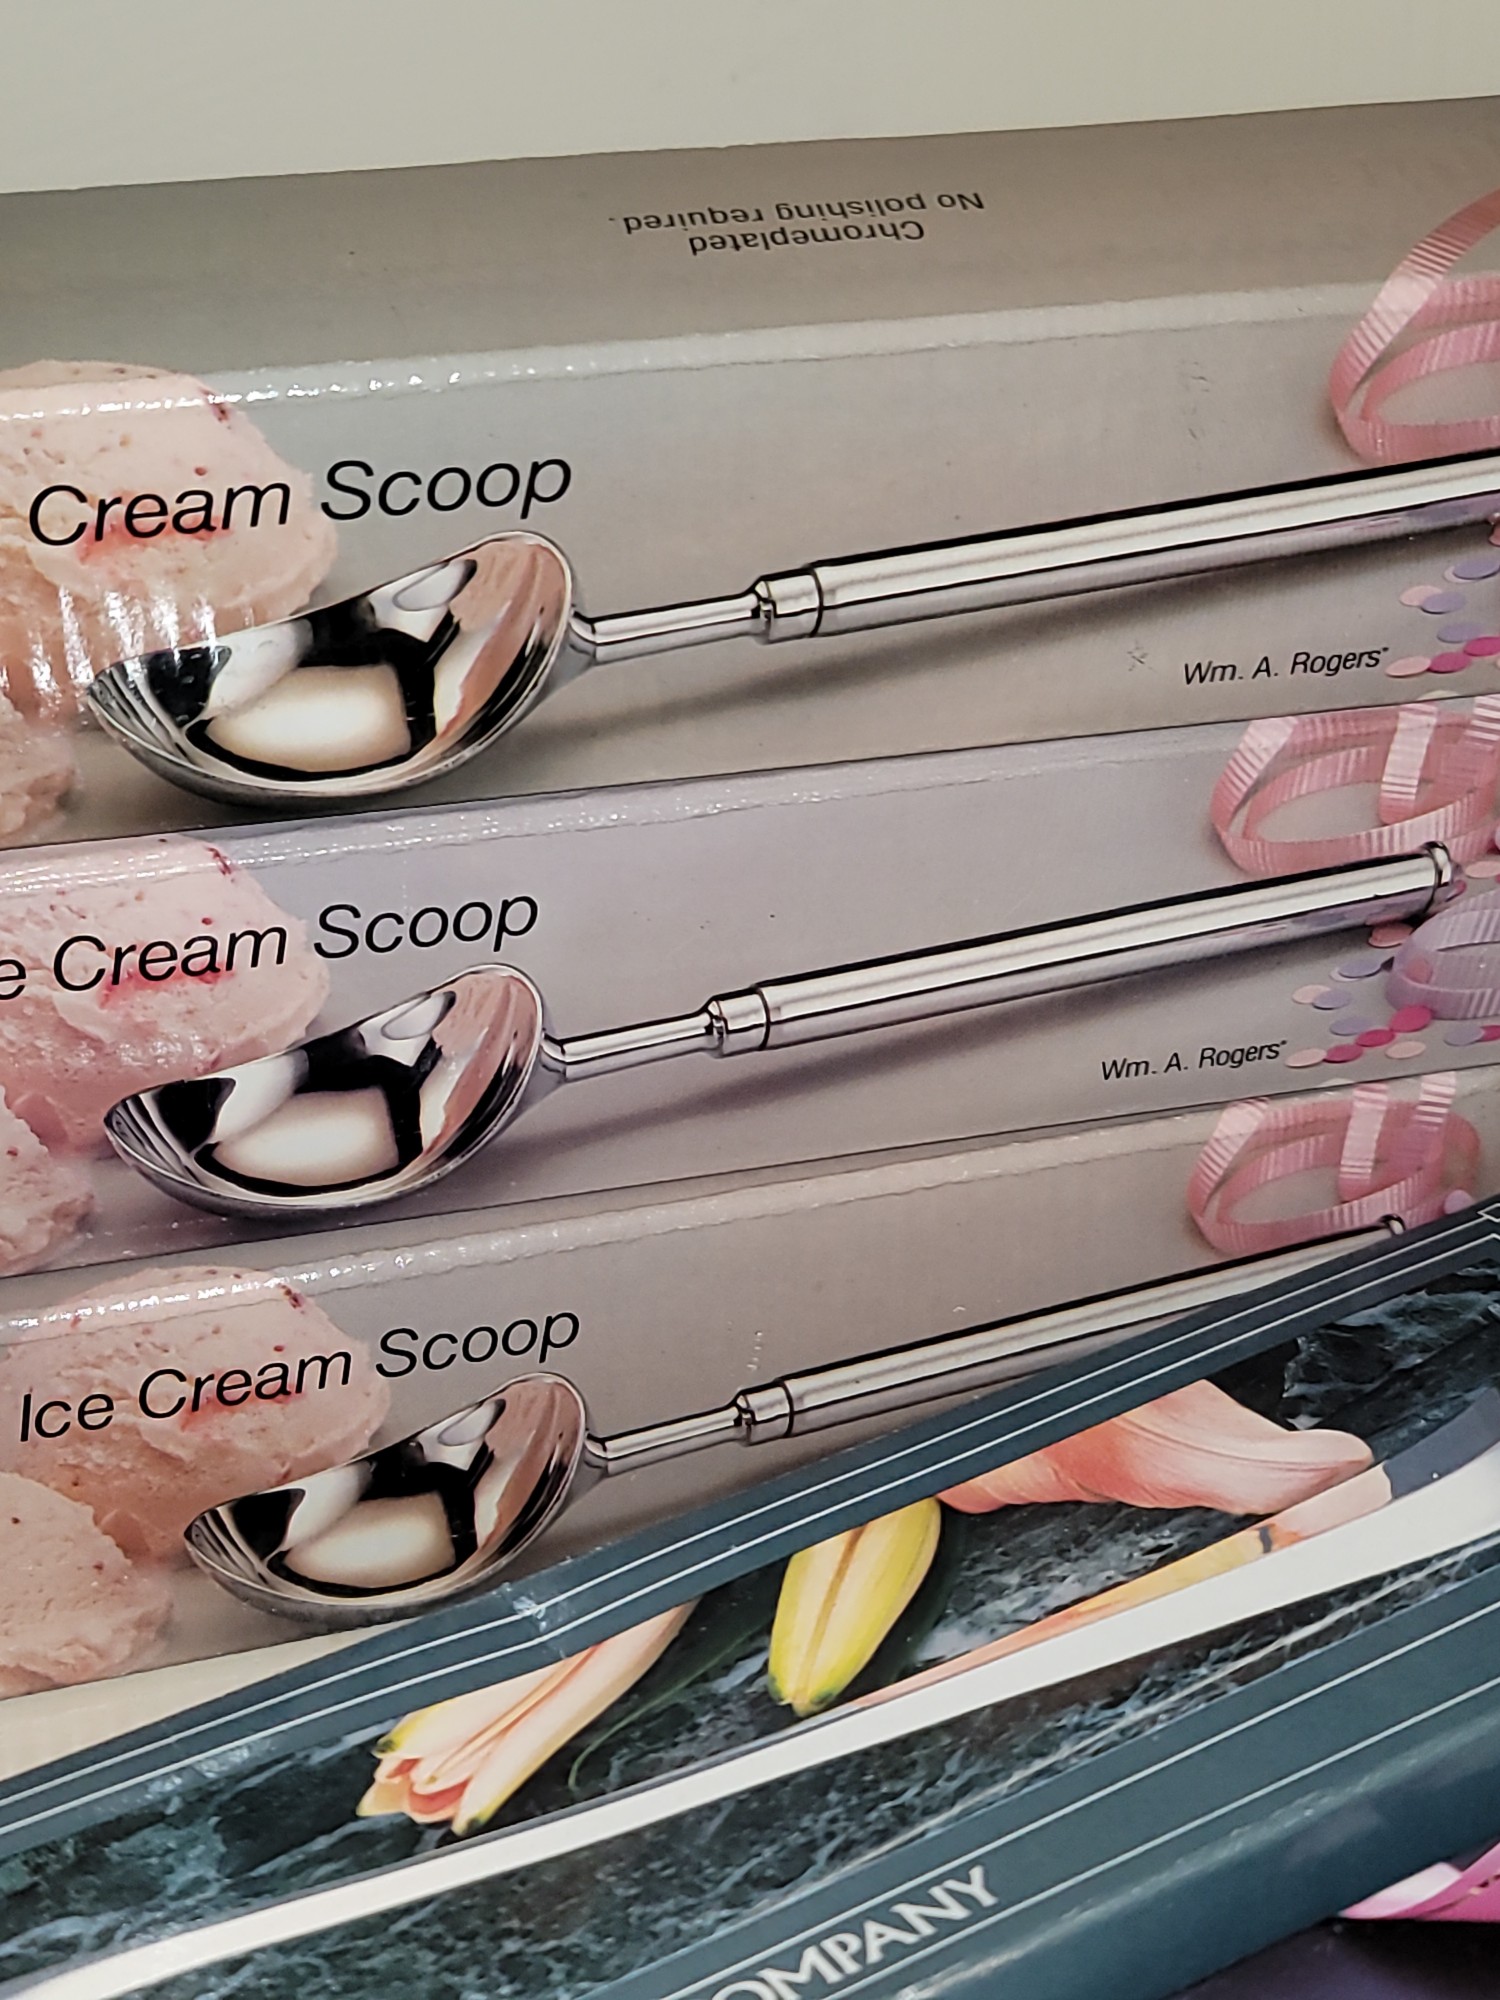 No polishing required.
Chromeplated
Cream Scoop
Wm. A. Rogers*
e Cream Scoop
Wm. A. Rogers*
Ice Cream Scoop
OMPANY